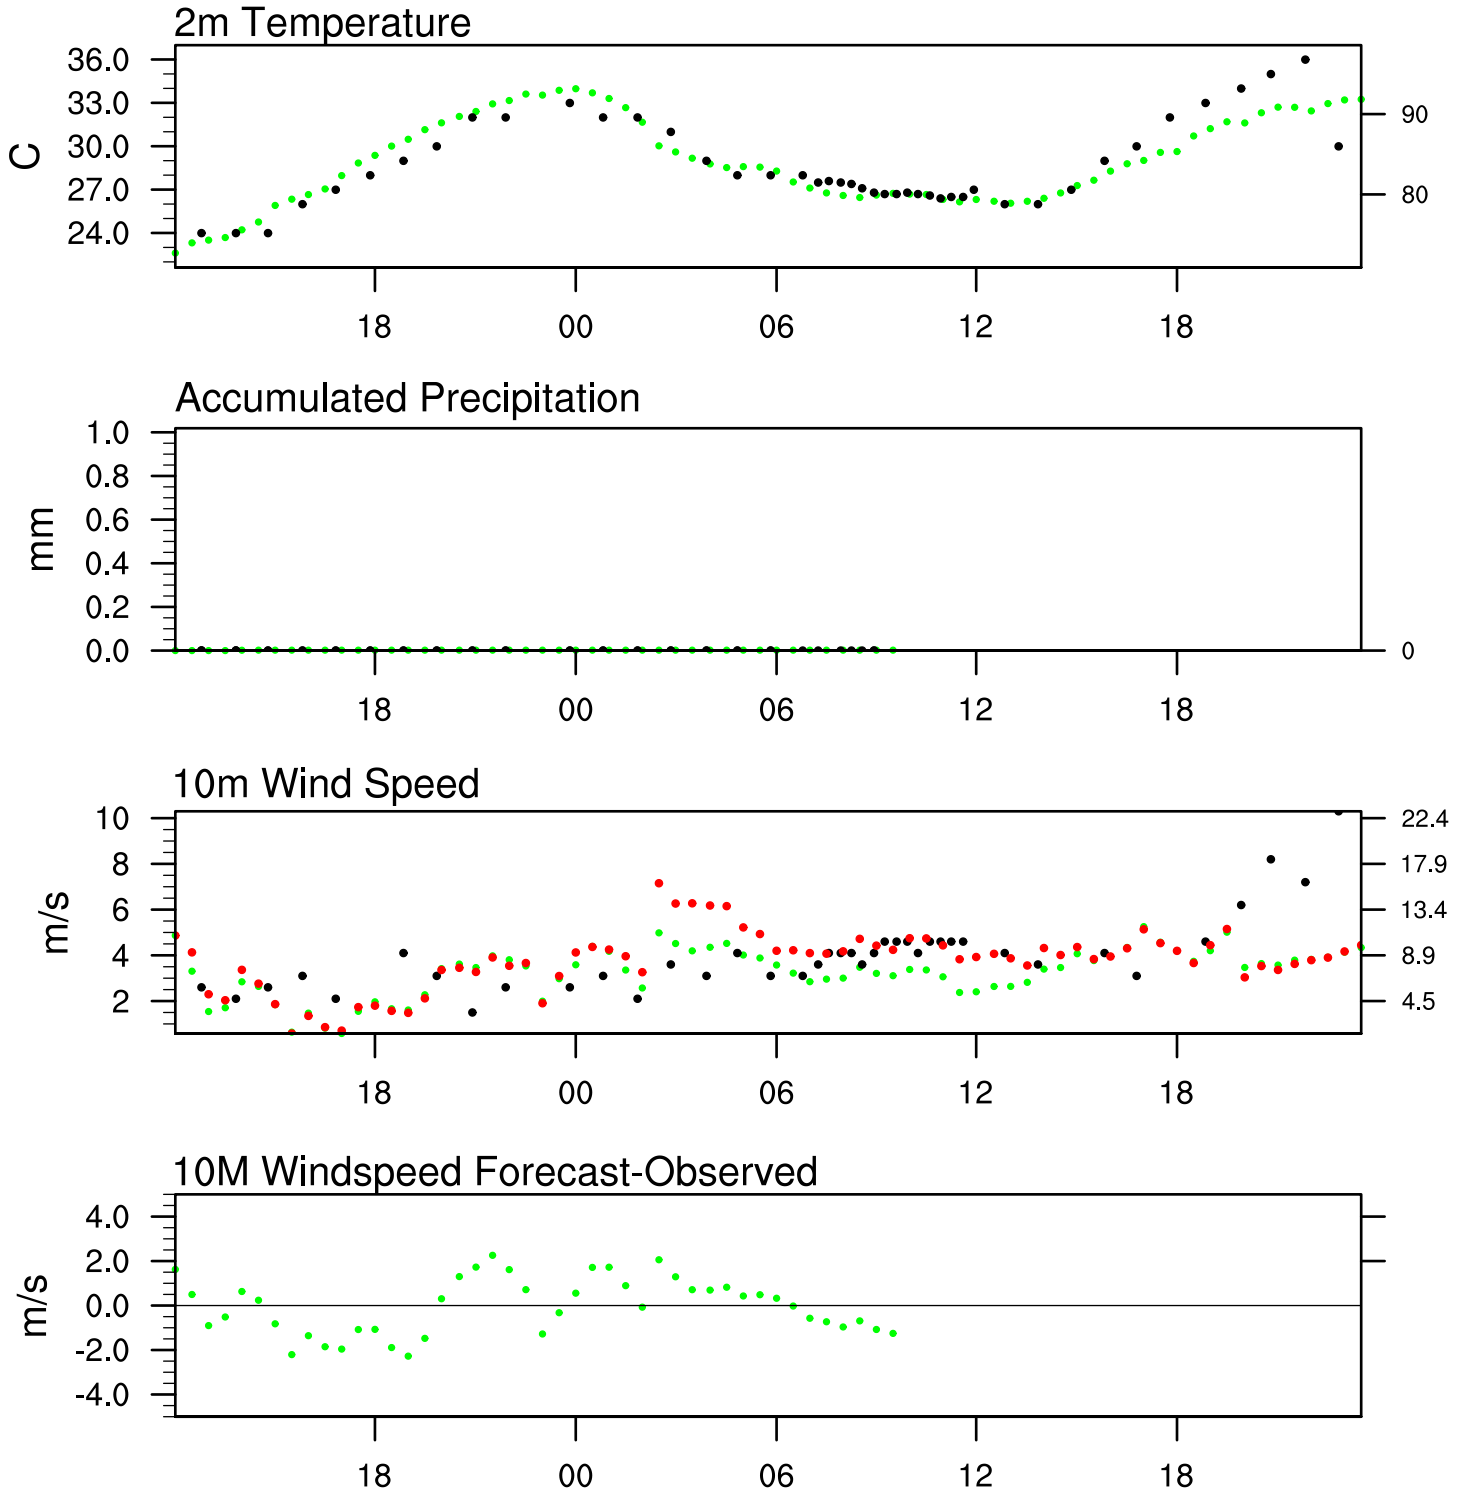 2m Temperature
36.0
33.0
30.0
27.0
24.0
C
90
80
18 00 06 12 18
Accumulated Precipitation
1.0
0.8
0.6
0.4
0.2
0.0
mm
0
18 00 06 12 18
10m Wind Speed
10
8
6
4
2
m/s
22.4
17.9
13.4
8.9
4.5
18 00 06 12 18
10M Windspeed Forecast-Observed
4.0
2.0
0.0
-2.0
-4.0
m/s
18 00 06 12 18